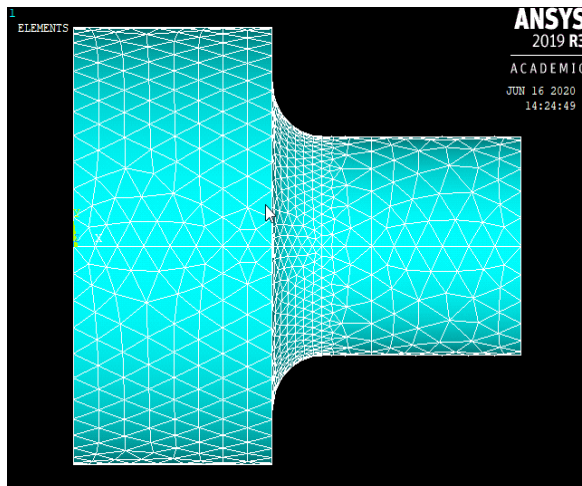 1
ELEMENTS
ANSYS
2019 R3
ACADEMIC
JUN 16 2020
14:24:49